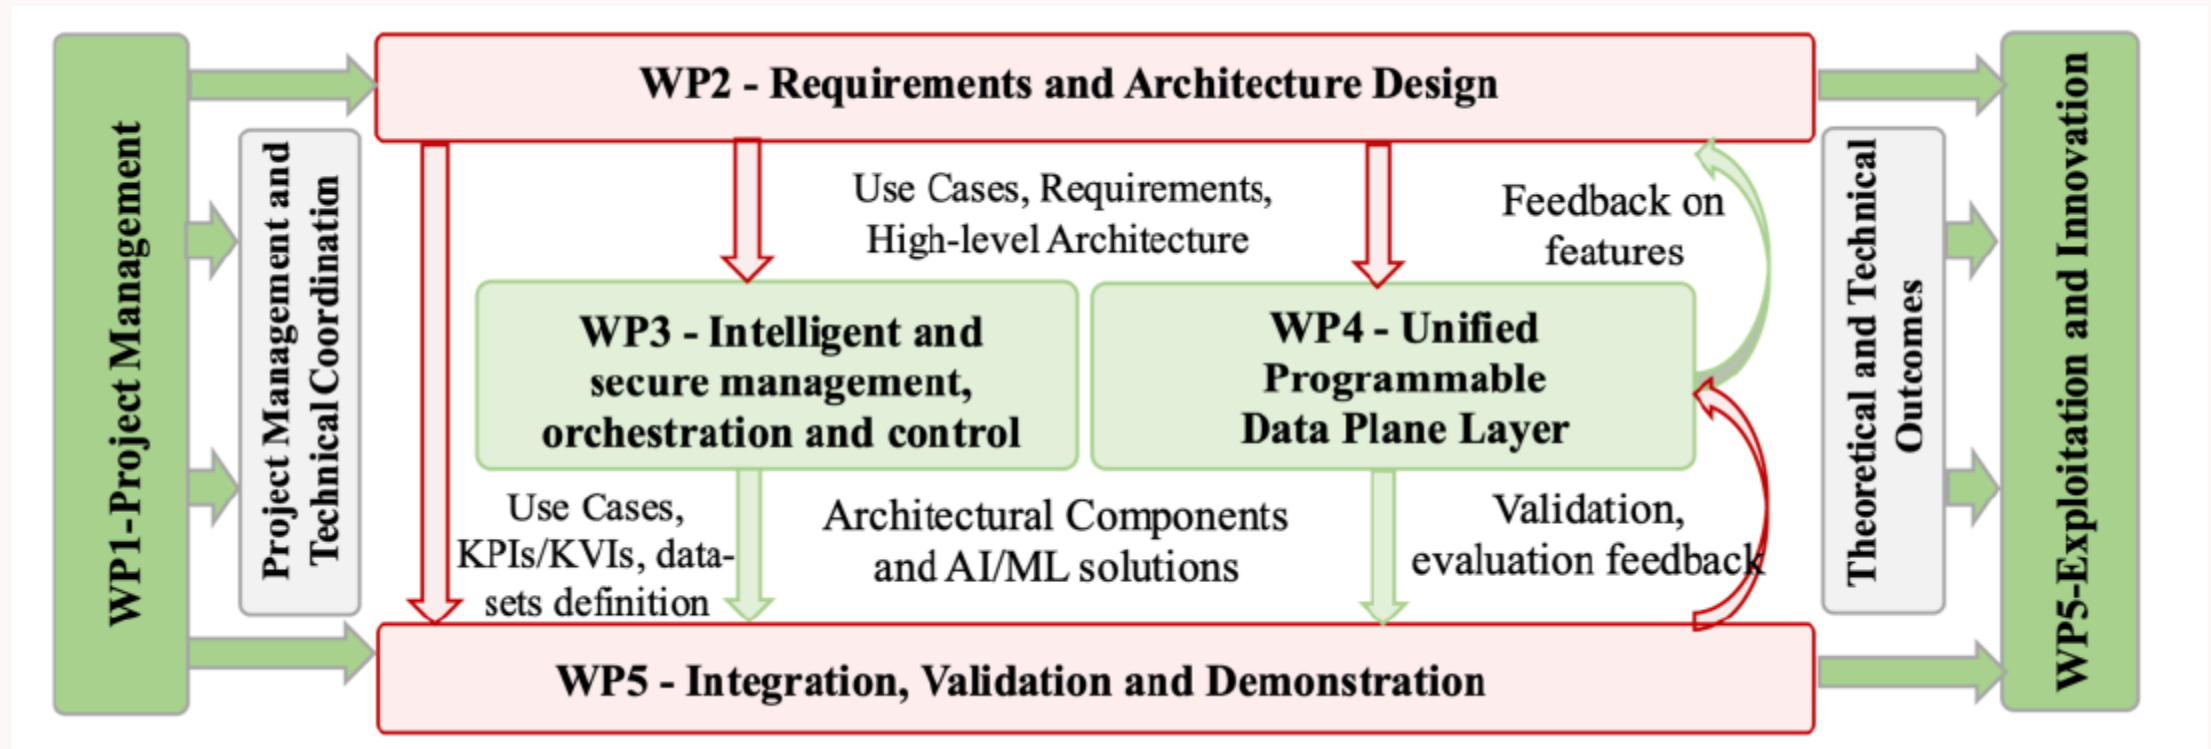 WP1-Project Management
Project Management and
Technical Coordination
WP2 - Requirements and Architecture Design
Use Cases, Requirements,
High-level Architecture
Feedback on
features
WP3 - Intelligent and
secure management,
orchestration and control
WP4 - Unified
Programmable
Data Plane Layer
Use Cases,
KPIs/KVIs, data-
sets definition
Architectural Components
and AI/ML solutions
Validation,
evaluation feedback
WP5 - Integration, Validation and Demonstration
Theoretical and Technical
Outcomes
WP5-Exploitation and Innovation